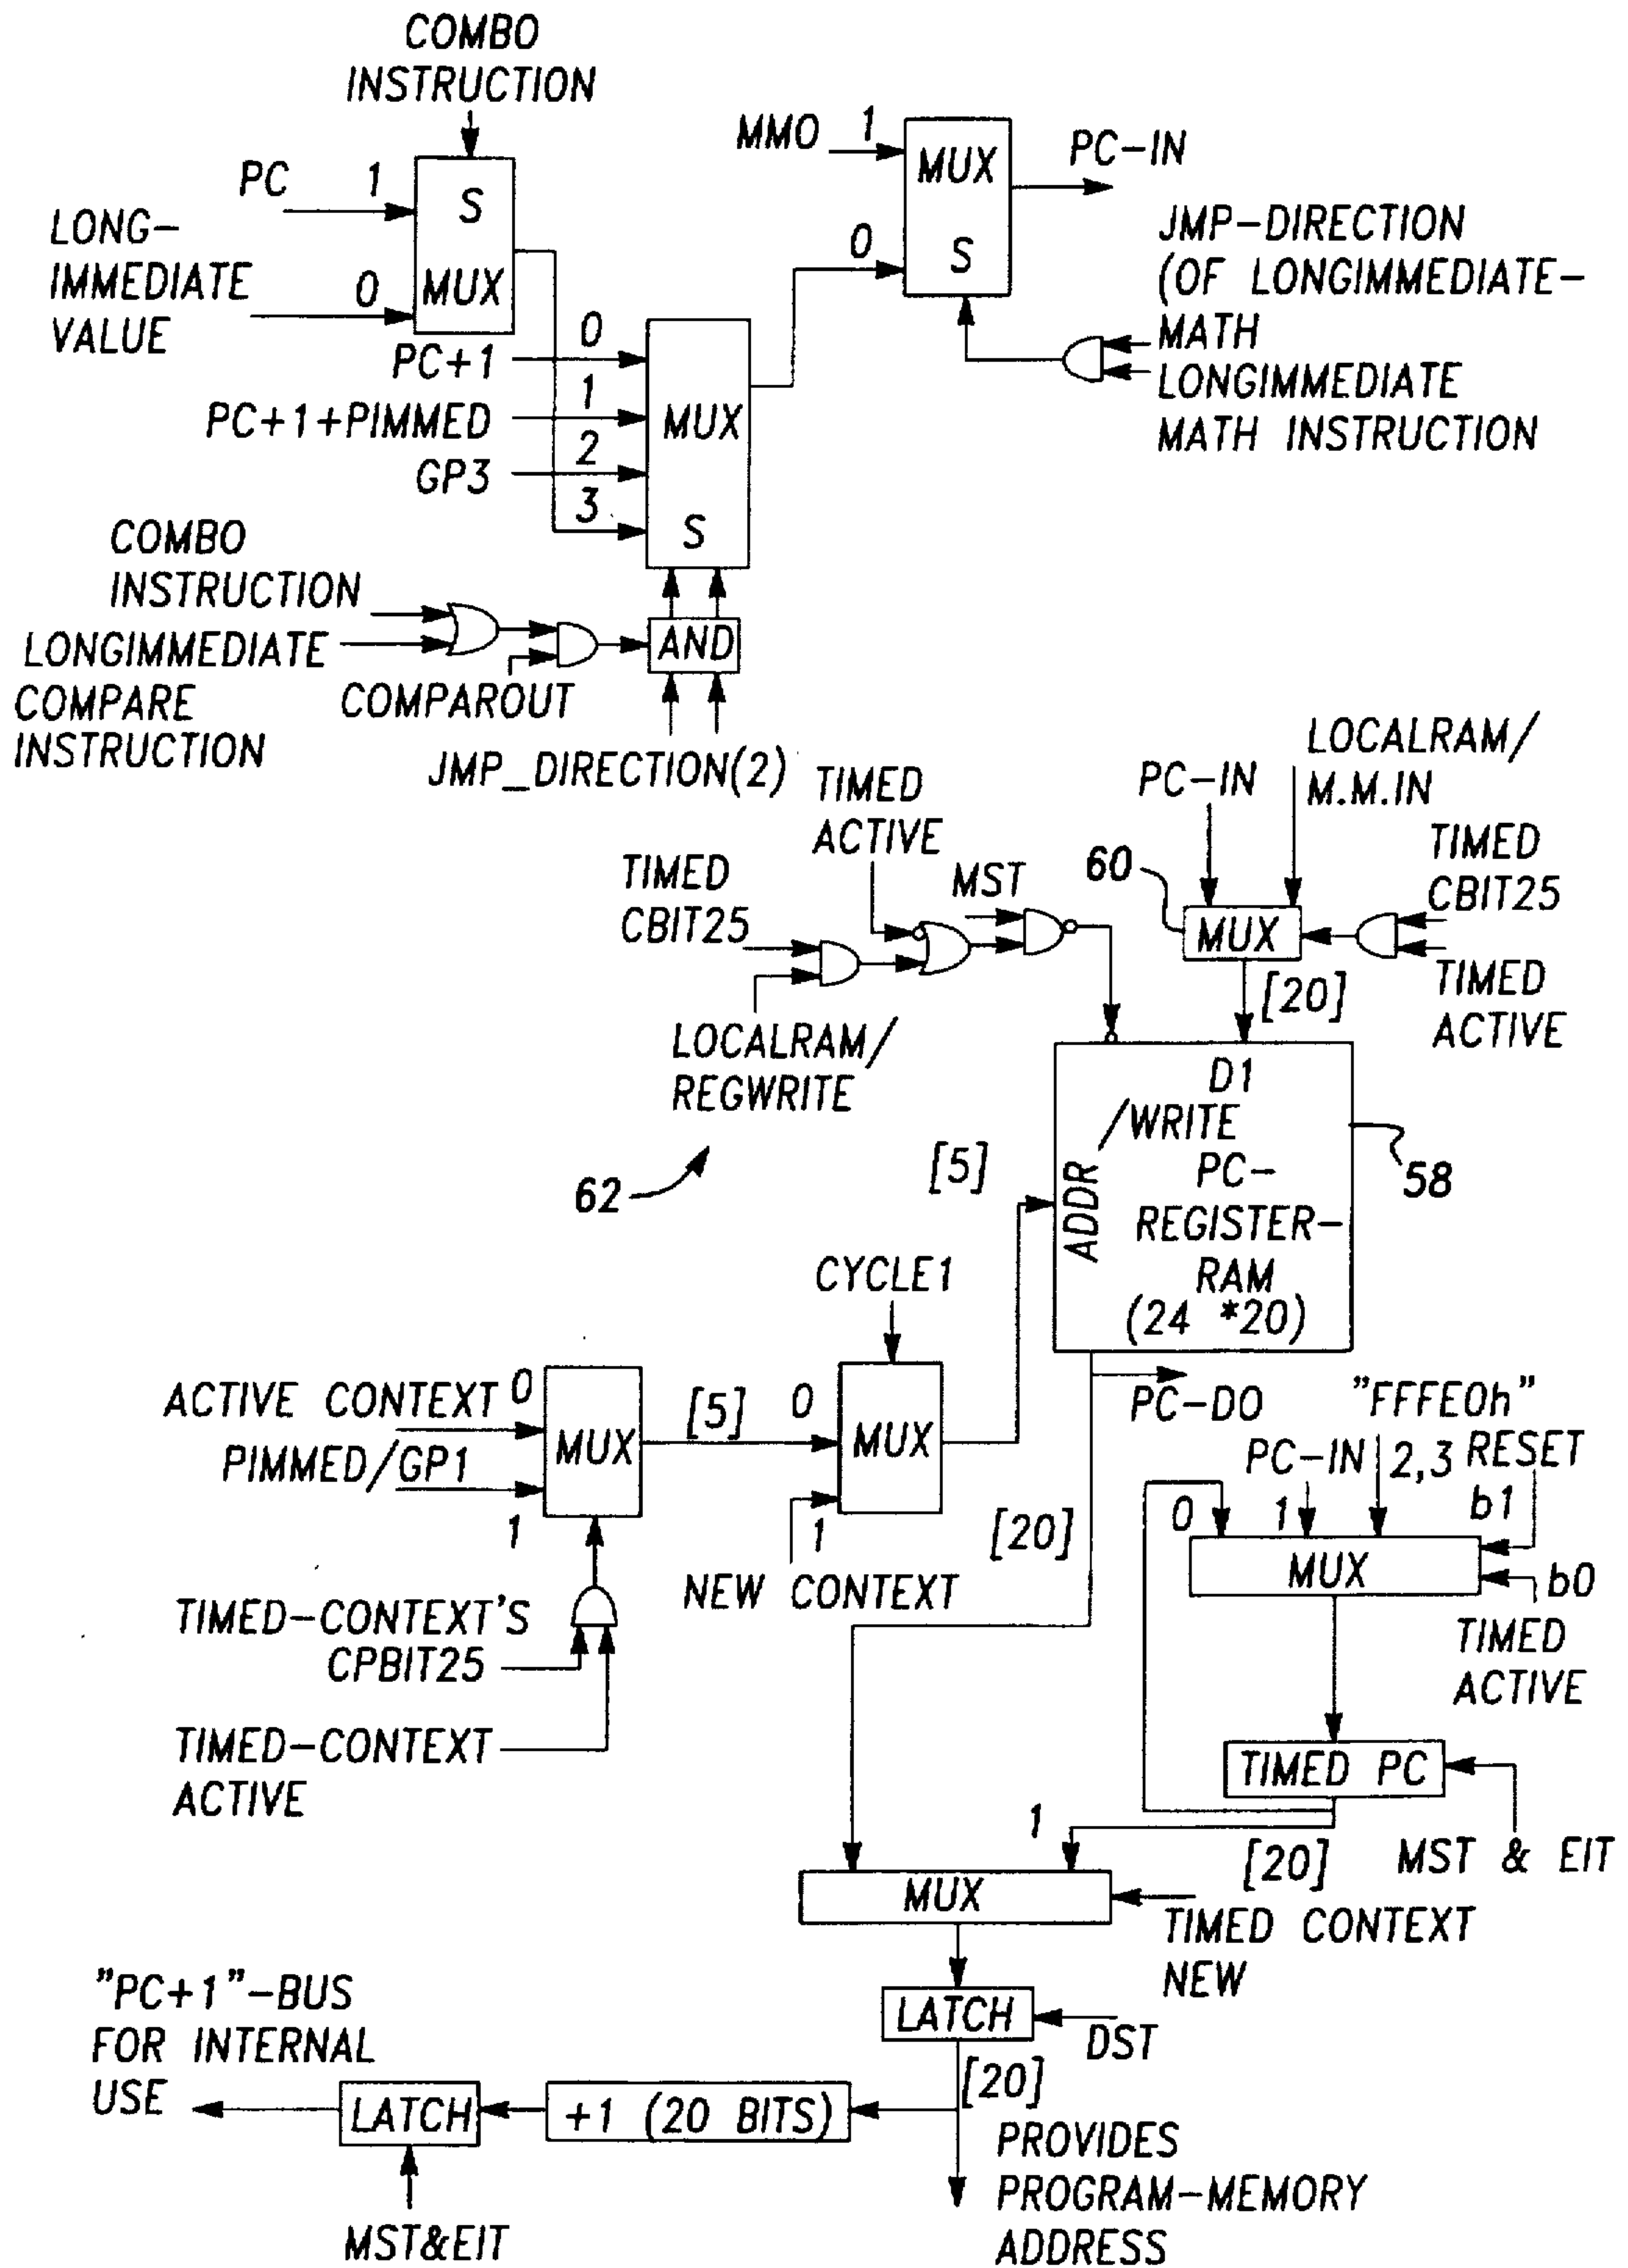 COMBO
INSTRUCTION
PC 1
S
MUX
LONG-
IMMEDIATE
VALUE
0
MMO 1
MUX
S
0
PC-IN
JMP-DIRECTION
(OF LONGIMMEDIATE-
MATH
LONGIMMEDIATE
MATH INSTRUCTION
PC+1 0
PC+1+PIMMED 1
GP3 2
3
MUX
S
COMBO
INSTRUCTION
LONGIMMEDIATE
COMPARE
INSTRUCTION
COMPAROUT
AND
JMP_DIRECTION(2)
TIMED
ACTIVE
TIMED
CBIT25
MST
LOCALRAM/
REGWRITE
62
PC-IN
LOCALRAM/
M.M.IN
60
MUX
TIMED
CBIT25
TIMED
ACTIVE
[20]
D1
/WRITE
ADDR
PC-
REGISTER-
RAM
(24 *20)
58
[5]
CYCLE1
ACTIVE CONTEXT 0
PIMMED/GP1
1
MUX
[5] 0
MUX
1
NEW CONTEXT
TIMED-CONTEXT'S
CPBIT25
TIMED-CONTEXT
ACTIVE
PC-DO
[20]
"FFFE0h"
PC-IN 2,3 RESET
0 1 b1
MUX
b0
TIMED
ACTIVE
TIMED PC
MST & EIT
1
[20]
MUX
TIMED CONTEXT
NEW
LATCH
DST
[20]
"PC+1"-BUS
FOR INTERNAL
USE
LATCH
+1 (20 BITS)
MST&EIT
PROVIDES
PROGRAM-MEMORY
ADDRESS